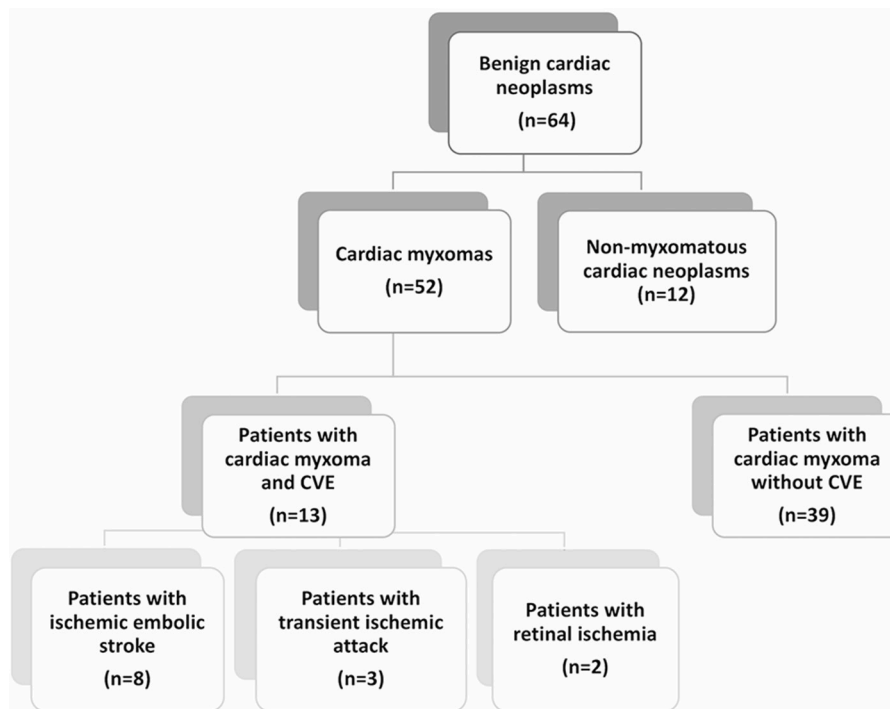 Benign cardiac
neoplasms
(n=64)
Cardiac myxomas
(n=52)
Non-myxomatous
cardiac neoplasms
(n=12)
Patients with
cardiac myxoma
and CVE
(n=13)
Patients with
cardiac myxoma
without CVE
(n=39)
Patients with
ischemic embolic
stroke
(n=8)
Patients with
transient ischemic
attack
(n=3)
Patients with
retinal ischemia
(n=2)